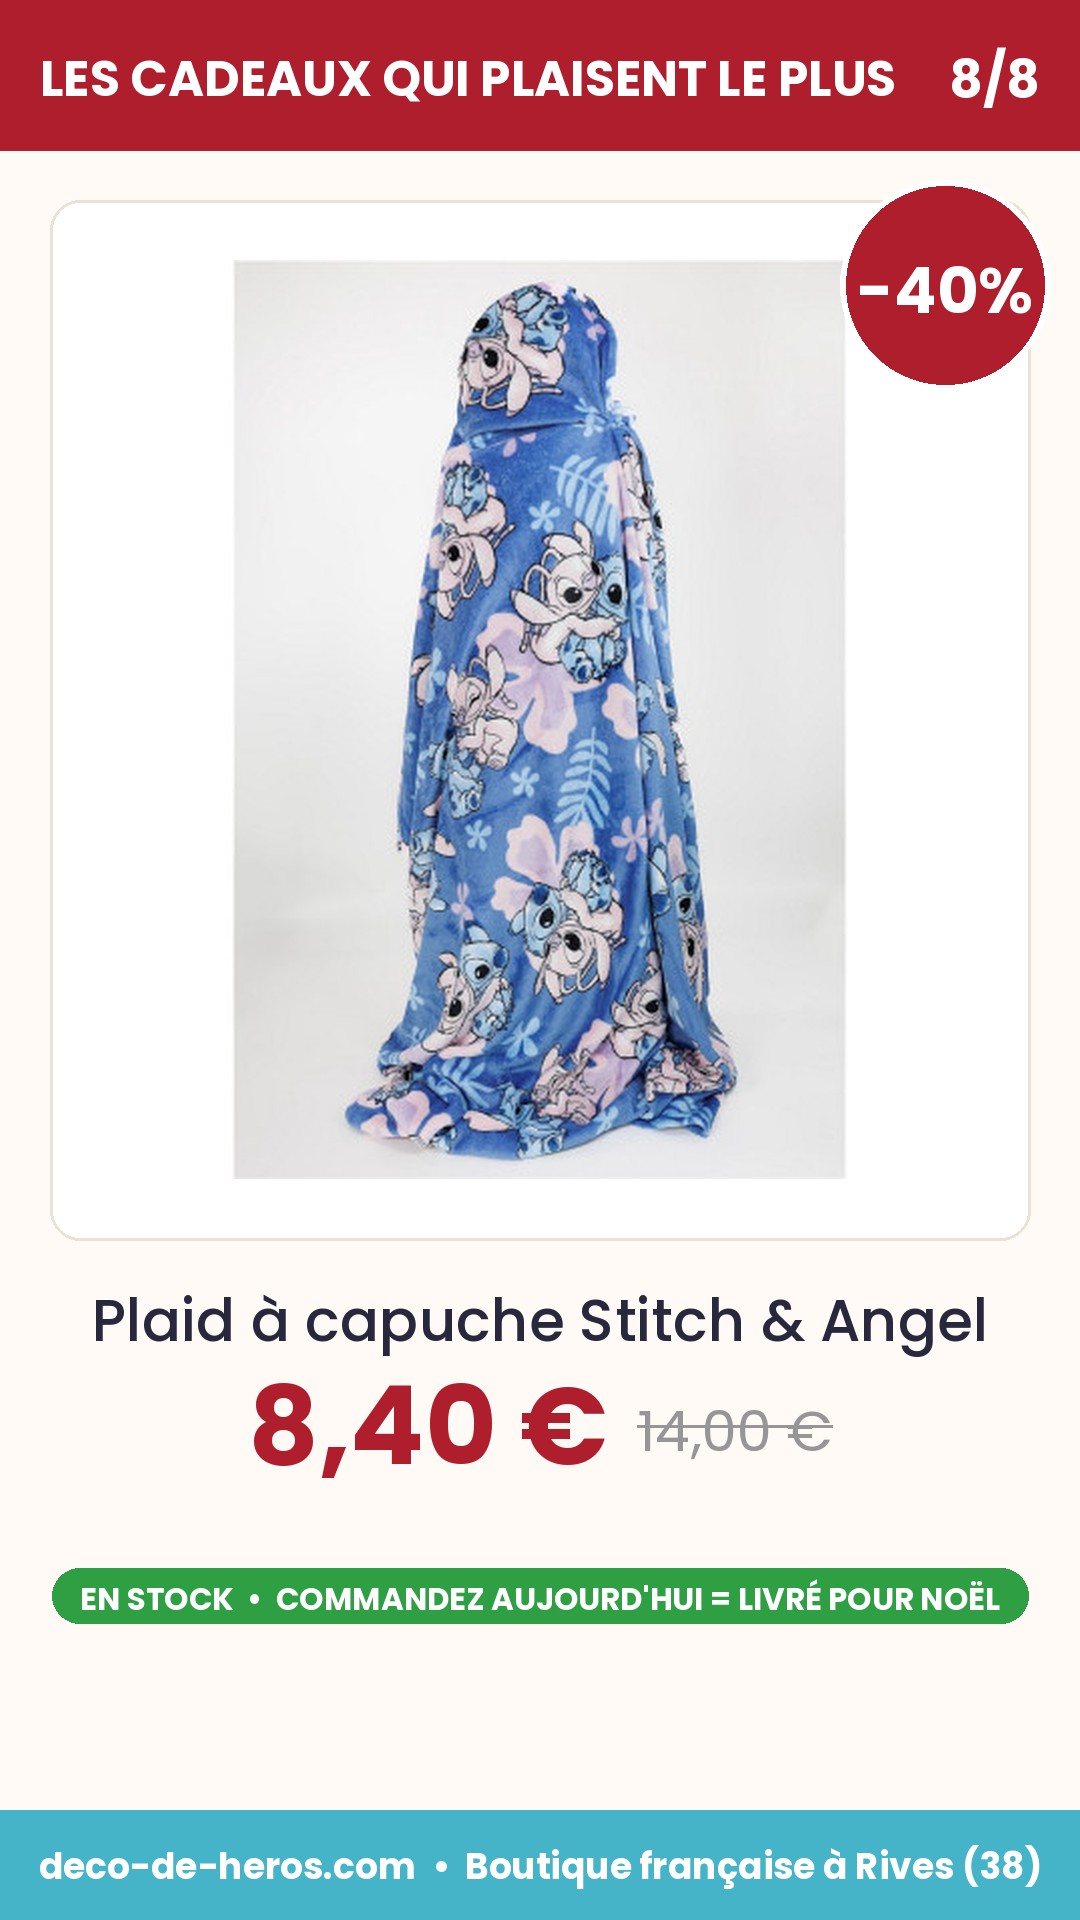 LES CADEAUX QUI PLAISENT LE PLUS 8/8
-40%
Plaid à capuche Stitch & Angel
8,40 € 14,00 €
EN STOCK • COMMANDEZ AUJOURD'HUI = LIVRÉ POUR NOËL
deco-de-heros.com • Boutique française à Rives (38)